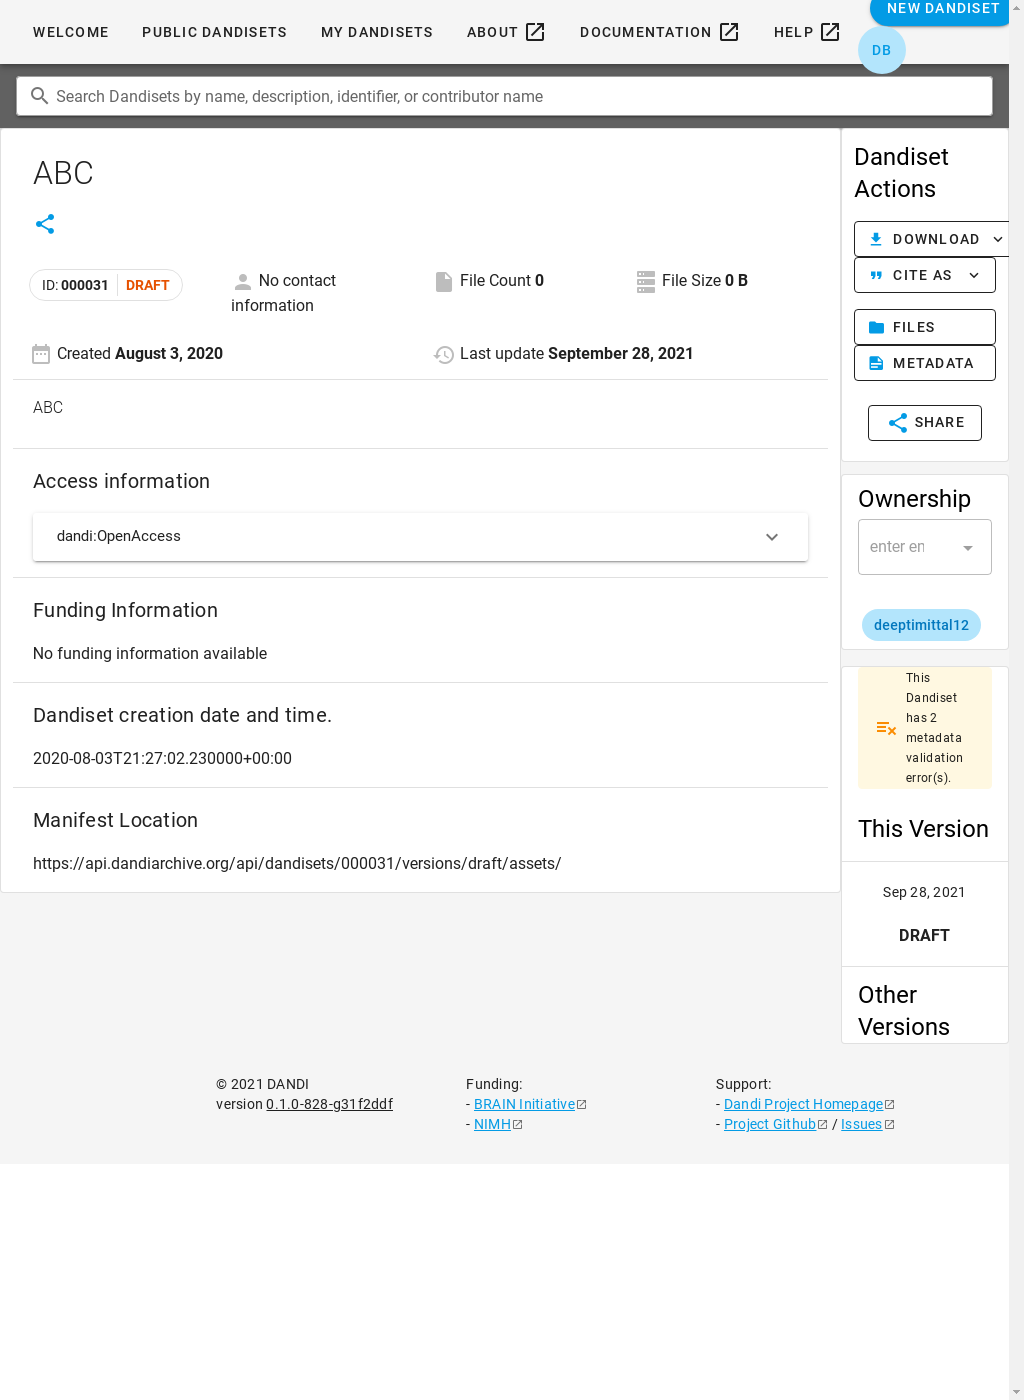 WELCOME PUBLIC DANDISETS MY DANDISETS ABOUT DOCUMENTATION HELP NEW DANDISET
DB
Search Dandisets by name, description, identifier, or contributor name
ABC
ID: 000031 DRAFT
No contact
information
File Count 0
File Size 0 B
Created August 3, 2020
Last update September 28, 2021
ABC
Access information
dandi:OpenAccess
Funding Information
No funding information available
Dandiset creation date and time.
2020-08-03T21:27:02.230000+00:00
Manifest Location
https://api.dandiarchive.org/api/dandisets/000031/versions/draft/assets/
Dandiset
Actions
DOWNLOAD
CITE AS
FILES
METADATA
SHARE
Ownership
enter en
deeptimittal12
This
Dandiset
has 2
metadata
validation
error(s).
This Version
Sep 28, 2021
DRAFT
Other
Versions
© 2021 DANDI
version 0.1.0-828-g31f2ddf
Funding:
- BRAIN Initiative
- NIMH
Support:
- Dandi Project Homepage
- Project Github / Issues